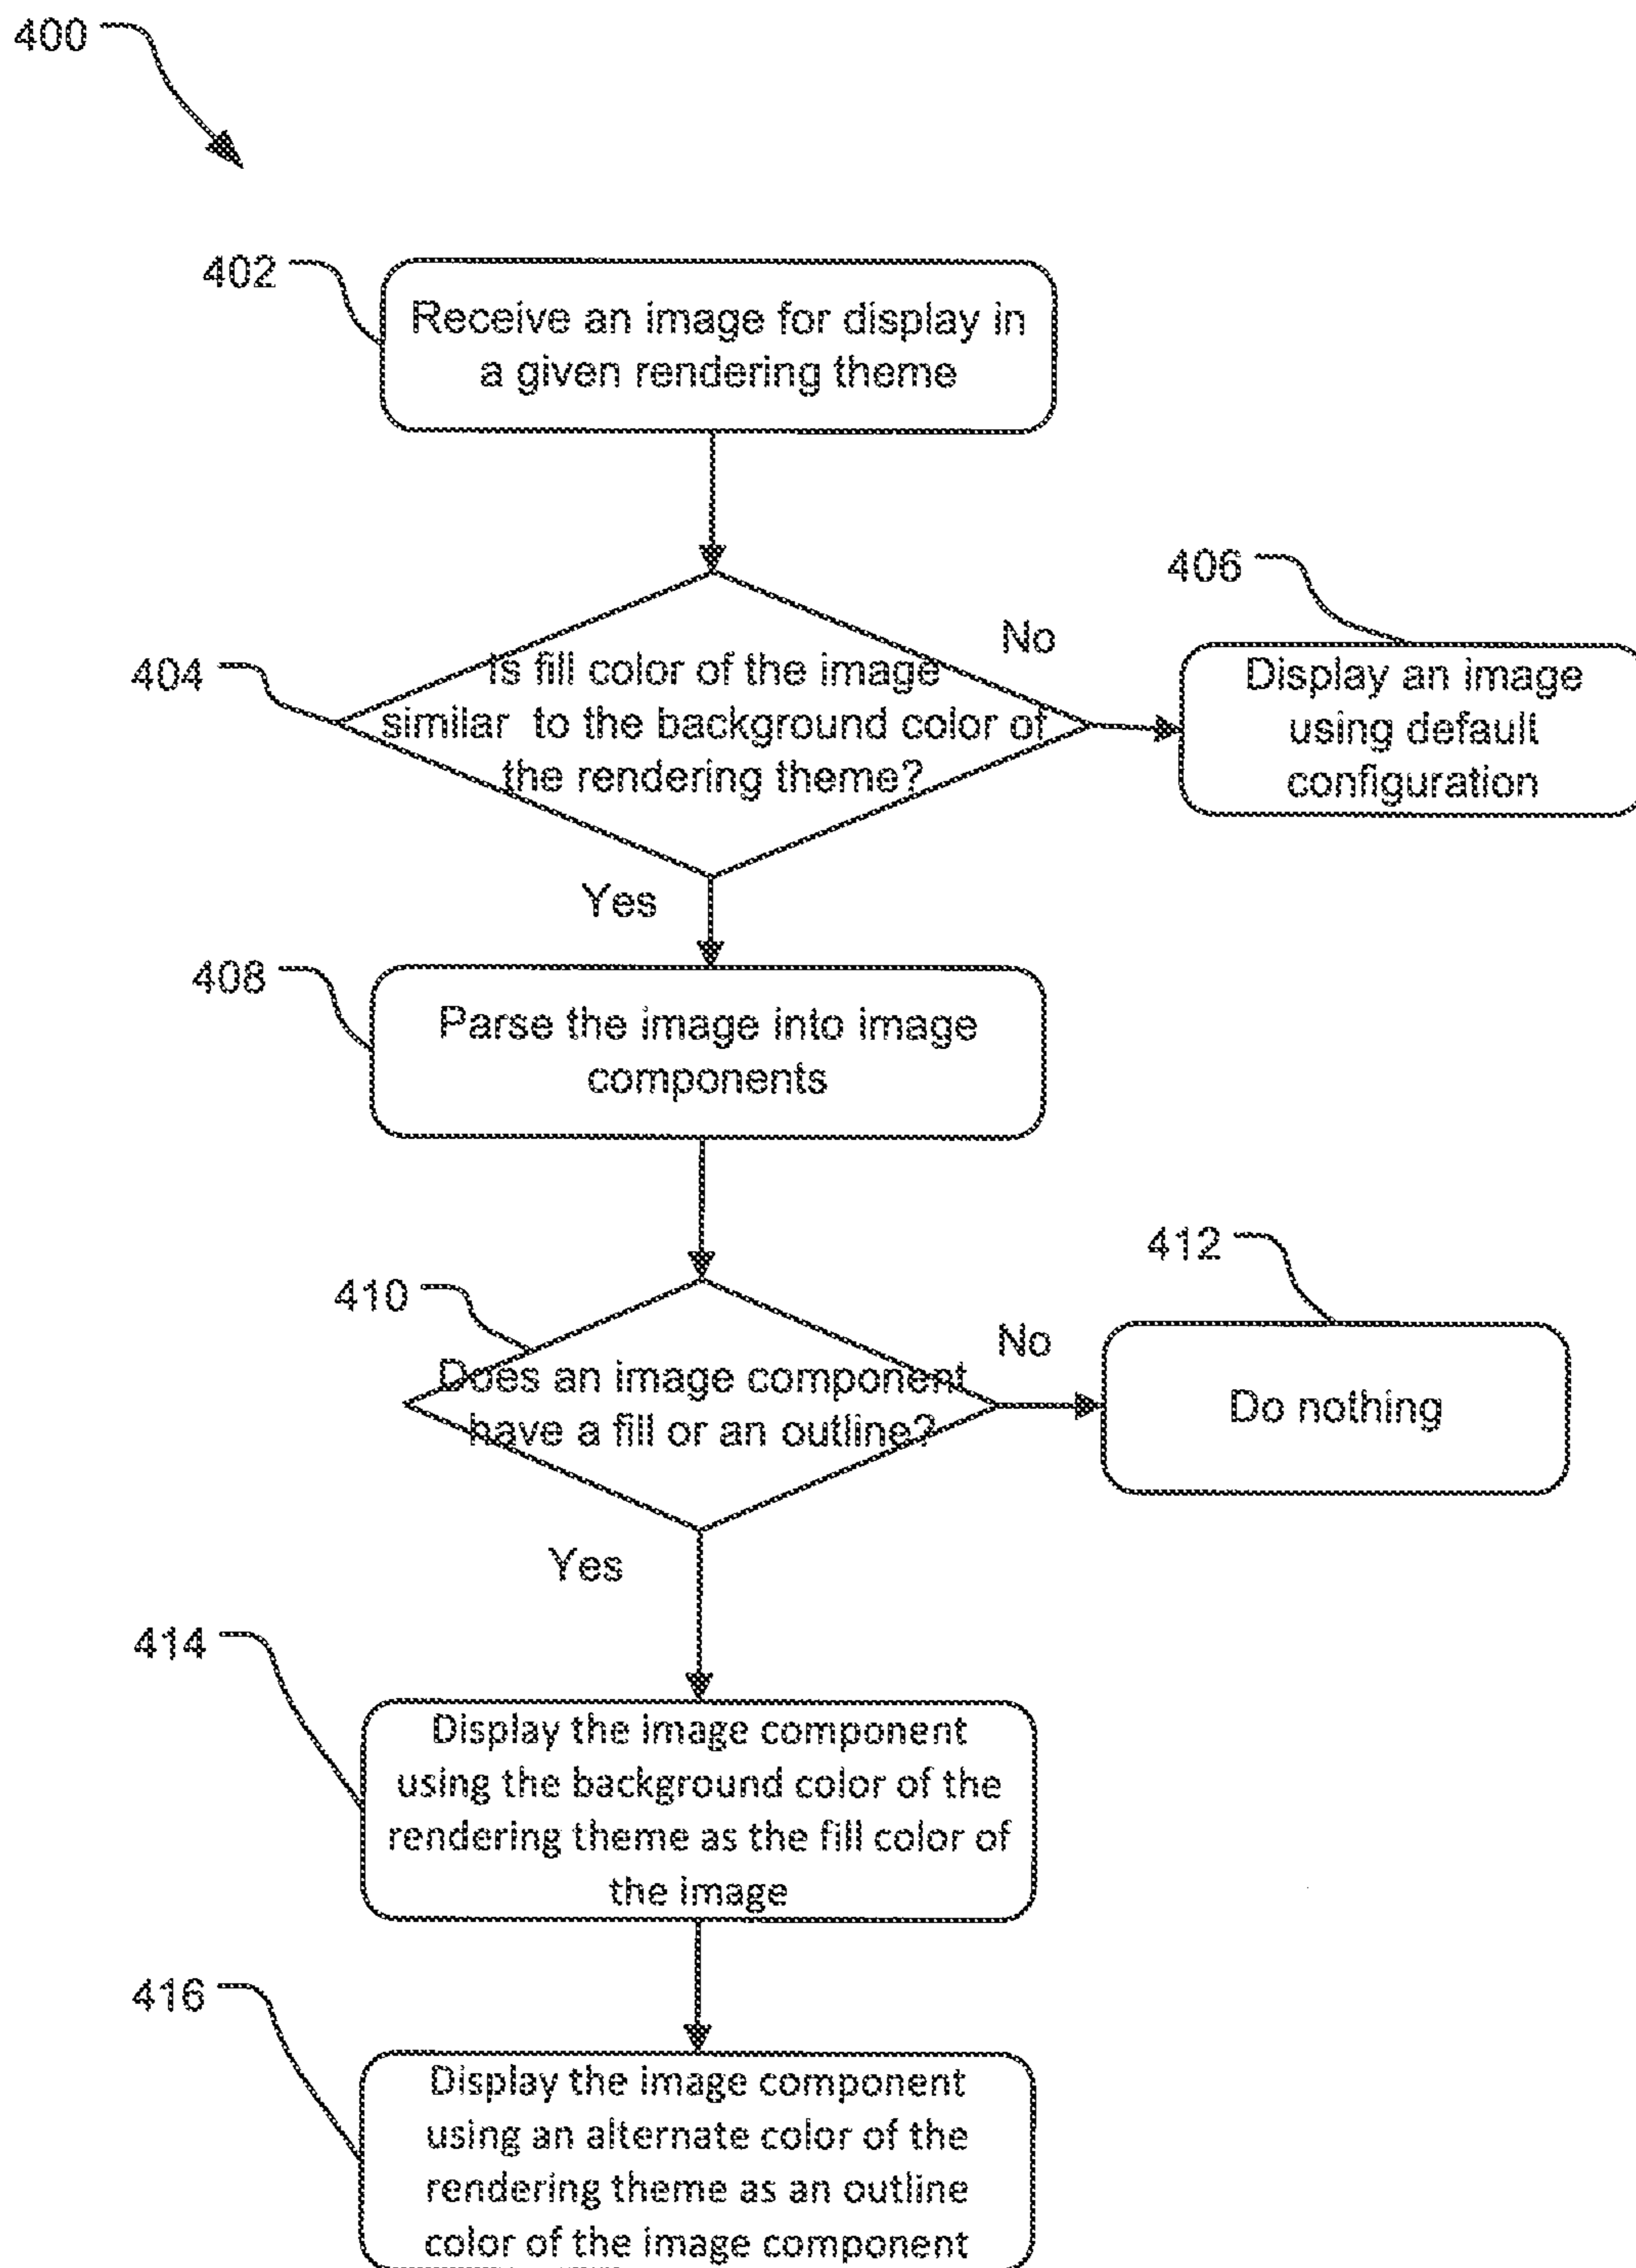 400
402
Receive an image for display in
a given rendering theme
404
Is fill color of the image
similar to the background color of
the rendering theme?
No
406
Display an image
using default
configuration
Yes
408
Parse the image into image
components
410
Does an image component
have a fill or an outline?
No
412
Do nothing
Yes
414
Display the image component
using the background color of the
rendering theme as the fill color of
the image
416
Display the image component
using an alternate color of the
rendering theme as an outline
color of the image component